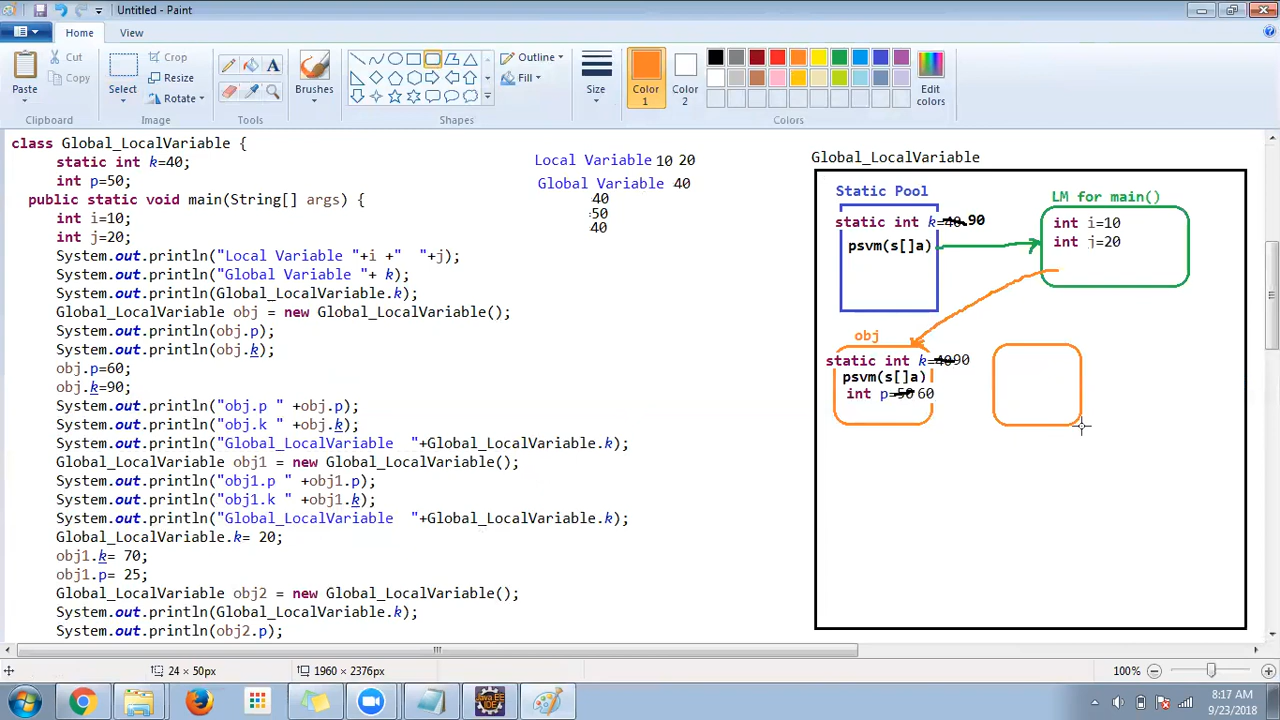 Untitled - Paint
Home
View
Paste
Cut
Copy
Clipboard
Select
Crop
Resize
Rotate
Image
Tools
Brushes
Shapes
Outline
Fill
Size
Color 1
Color 2
Edit colors
Colors
class Global_LocalVariable {
static int k=40;
int p=50;
public static void main(String[] args) {
int i=10;
int j=20;
System.out.println("Local Variable "+i +" "+j);
System.out.println("Global Variable "+ k);
System.out.println(Global_LocalVariable.k);
Global_LocalVariable obj = new Global_LocalVariable();
System.out.println(obj.p);
System.out.println(obj.k);
obj.p=60;
obj.k=90;
System.out.println("obj.p " +obj.p);
System.out.println("obj.k " +obj.k);
System.out.println("Global_LocalVariable "+Global_LocalVariable.k);
Global_LocalVariable obj1 = new Global_LocalVariable();
System.out.println("obj1.p " +obj1.p);
System.out.println("obj1.k " +obj1.k);
System.out.println("Global_LocalVariable "+Global_LocalVariable.k);
Global_LocalVariable.k= 20;
obj1.k= 70;
obj1.p= 25;
Global_LocalVariable obj2 = new Global_LocalVariable();
System.out.println(Global_LocalVariable.k);
System.out.println(obj2.p);
Local Variable 10 20
Global Variable 40
40
50
40
Global_LocalVariable
Static Pool
static int k=40 90
psvm(s[]a)
LM for main()
int i=10
int j=20
obj
static int k=40 90
psvm(s[]a)
int p=50 60
24 × 50px
1960 × 2376px
100%
8:17 AM
9/23/2018